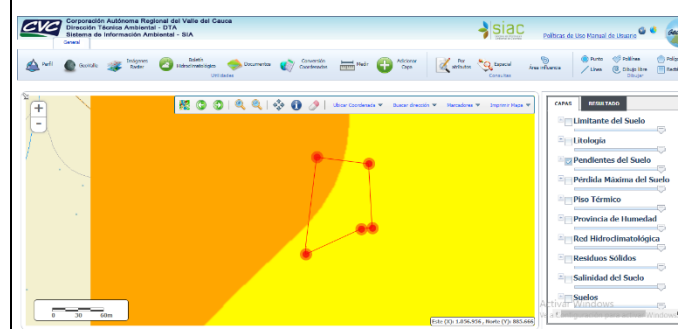 CVC
Corporación Autónoma Regional del Valle del Cauca
Dirección Técnica Ambiental - DTA
Sistema de Información Ambiental - SIA
siac
Políticas de Uso Manual de Usuario
General
Perfil
GeoHallo
Imágenes Raster
Boletín Hidroclimatológico
Documentos
Conversión Coordenadas
Medir
Adicionar Capa
Por atributos
Espacial
Área influencia
Punto
Polilínea
Línea
Dibujo libre
Utilidades
Consultas
Dibujar
Ubicar Coordenada
Buscar dirección
Marcadores
Imprimir Mapa
CAPAS
RESULTADO
Limitante del Suelo
Litología
Pendientes del Suelo
Pérdida Máxima del Suelo
Piso Térmico
Provincia de Humedad
Red Hidroclimatológica
Residuos Sólidos
Salinidad del Suelo
Suelos
Activar Windows
0 30 60m
Este (X): 1.056.956 , Norte (Y): 885.666